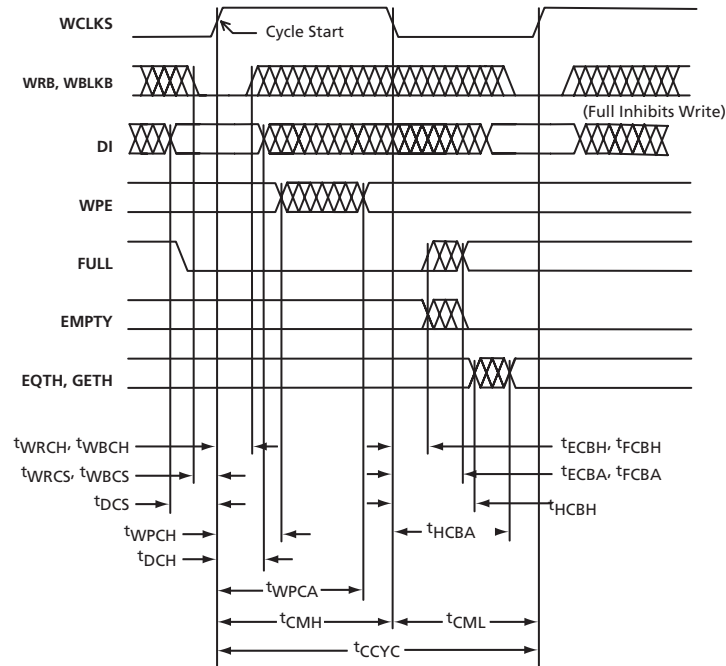 WCLKS
Cycle Start
WRB, WBLKB
(Full Inhibits Write)
DI
WPE
FULL
EMPTY
EQTH, GETH
tWRCH, tWBCH
tECBH, tFCBH
tWRCS, tWBCS
tECBA, tFCBA
tDCS
tHCBH
tWPCH
tHCBA
tDCH
tWPCA
tCMH
tCML
tCCYC